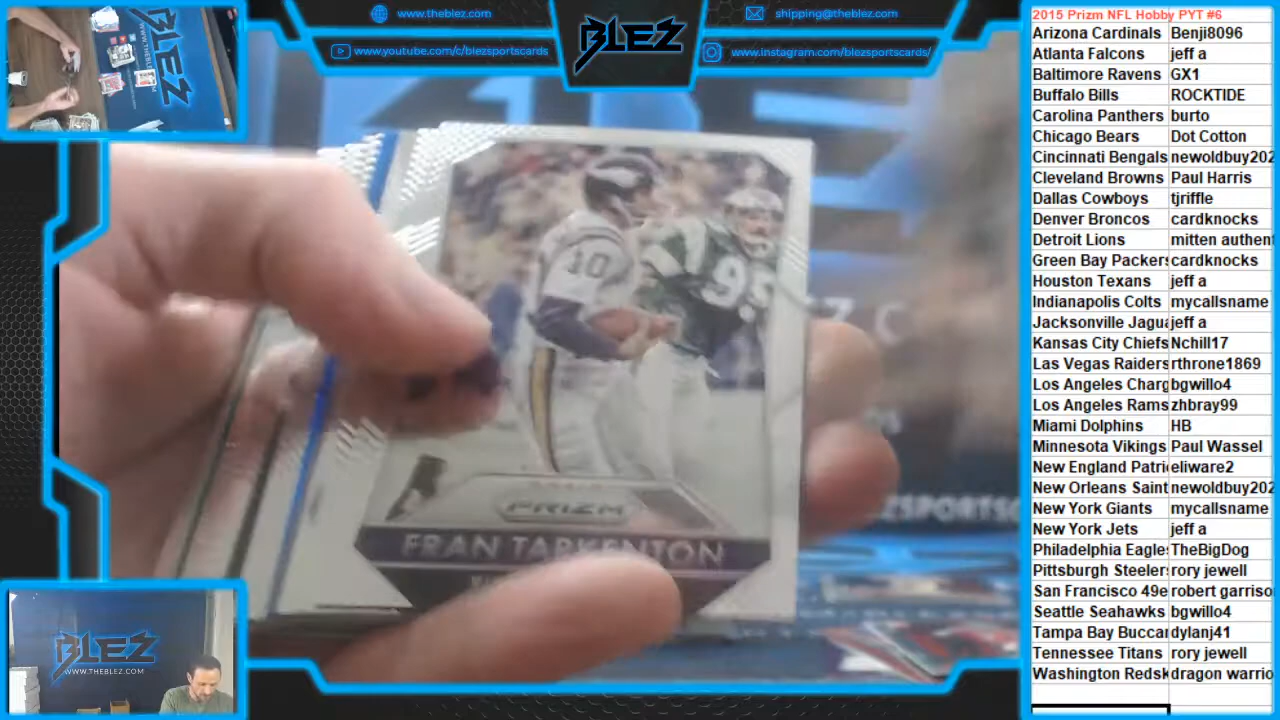 www.theblez.com
shipping@theblez.com
BLEZ
www.youtube.com/c/blezsportscards
www.instagram.com/blezsportscards/
2015 Prizm NFL Hobby PYT #6
Arizona Cardinals Benji8096
Atlanta Falcons jeff a
Baltimore Ravens GX1
Buffalo Bills ROCKTIDE
Carolina Panthers burto
Chicago Bears Dot Cotton
Cincinnati Bengals newoldbuy202
Cleveland Browns Paul Harris
Dallas Cowboys tjriffle
Denver Broncos cardknocks
Detroit Lions mitten authent
Green Bay Packers cardknocks
Houston Texans jeff a
Indianapolis Colts mycallsname
Jacksonville Jagua jeff a
Kansas City Chiefs Nchill17
Las Vegas Raiders rthrone1869
Los Angeles Charg bgwillo4
Los Angeles Rams zhbray99
Miami Dolphins HB
Minnesota Vikings Paul Wassel
New England Patri eliware2
New Orleans Saint newoldbuy202
New York Giants mycallsname
New York Jets jeff a
Philadelphia Eagle TheBigDog
Pittsburgh Steeler rory jewell
San Francisco 49e robert garriso
Seattle Seahawks bgwillo4
Tampa Bay Buccar dylanj41
Tennessee Titans rory jewell
Washington Redsk dragon warrio
10
95
PRIZM
FRAN TARKENTON
ZSPORTSC
BLEZ
WWW.THEBLEZ.COM
BLEZ